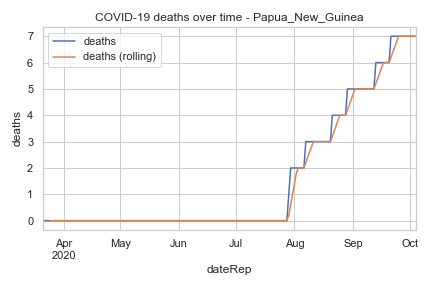 COVID-19 deaths over time - Papua_New_Guinea
deaths
deaths (rolling)
deaths
7
6
5
4
3
2
1
0
Apr May Jun Jul Aug Sep Oct
2020
dateRep